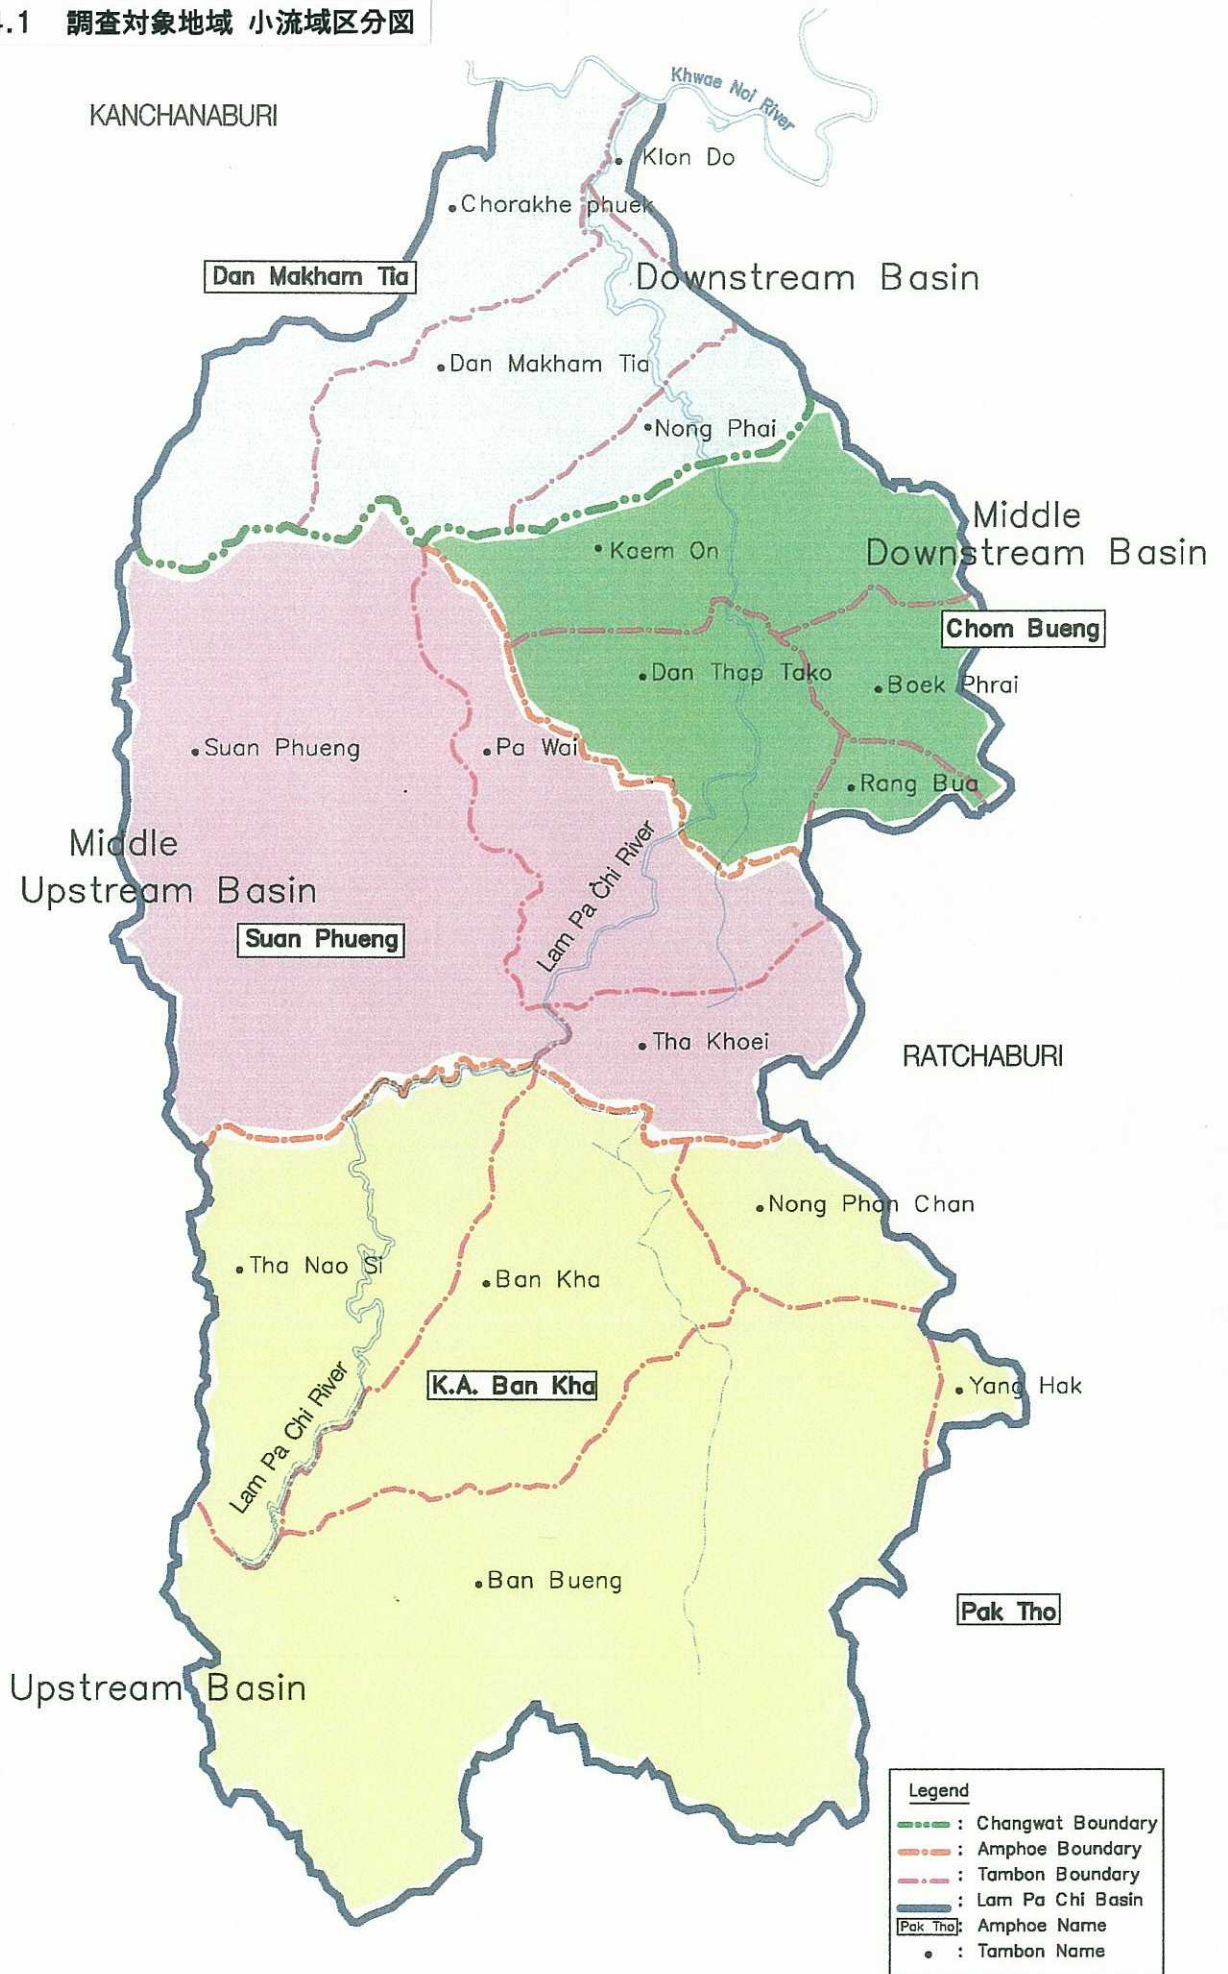 .1 調査対象地域 小流域区分図
Khwae Noi River
KANCHANABURI
Klon Do
Chorakhe phuek
Dan Makham Tia
Downstream Basin
Dan Makham Tia
Nong Phai
Middle
Downstream Basin
Kaem On
Chom Bueng
Dan Thap Tako
Boek Phrai
Suan Phueng
Pa Wai
Rang Bua
Middle
Upstream Basin
Lam Pa Chi River
Suan Phueng
Tha Khoei
RATCHABURI
Nong Phan Chan
Tha Nao Si
Ban Kha
K.A. Ban Kha
Yang Hak
Lam Pa Chi River
Ban Bueng
Pak Tho
Upstream Basin
Legend
: Changwat Boundary
: Amphoe Boundary
: Tambon Boundary
: Lam Pa Chi Basin
Pak Tho: Amphoe Name
: Tambon Name